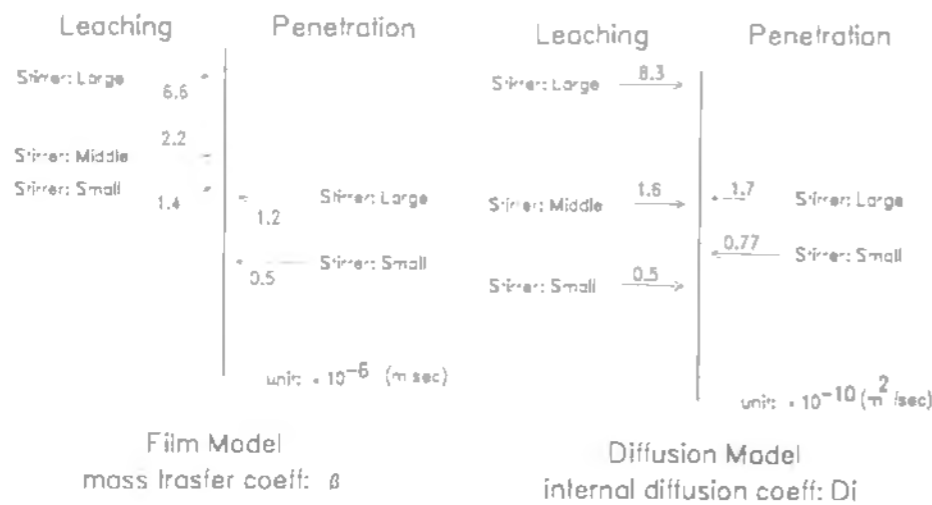 Leaching
Penetration
Stirrer: Large
6.6
2.2
Stirrer: Middle
Stirrer: Small
1.4
Stirrer: Large
1.2
Stirrer: Small
0.5
unit: × 10⁻⁶ (m sec)
Film Model
mass trasfer coeff: β
Leaching
Penetration
8.3
Stirrer: Large
1.6
Stirrer: Middle
1.7
Stirrer: Large
0.77
Stirrer: Small
0.5
Stirrer: Small
unit: × 10⁻¹⁰ (m²/sec)
Diffusion Model
internal diffusion coeff: Di